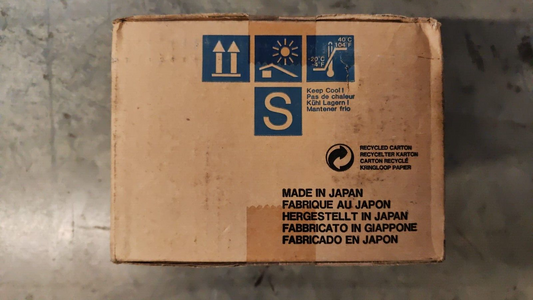 40°C
104°F
-20°C
-4°F
Keep Cool!
Pas de chaleur
Kühl Lagern!
Mantener frio
S
RECYCLED CARTON
RECYCELTER KARTON
CARTON RECYCLÉ
KRINGLOOP PAPIER
MADE IN JAPAN
FABRIQUE AU JAPON
HERGESTELLT IN JAPAN
FABBRICATO IN GIAPPONE
FABRICADO EN JAPON